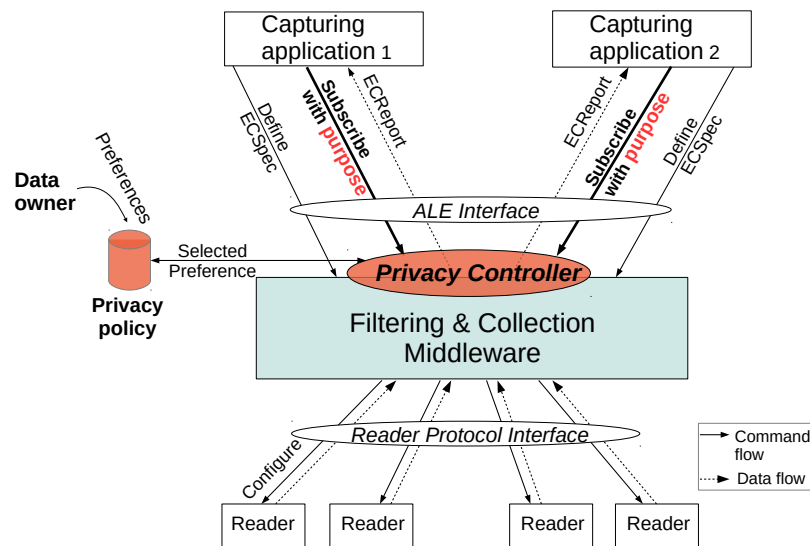 Capturing
application 1
Capturing
application 2
Define
ECSpec
Subscribe
with purpose
ECReport
ECReport
Subscribe
with purpose
Define
ECSpec
Preferences
Data
owner
ALE Interface
Selected
Preference
Privacy Controller
Privacy
policy
Filtering & Collection
Middleware
Reader Protocol Interface
Configure
Command
flow
Data flow
Reader
Reader
Reader
Reader